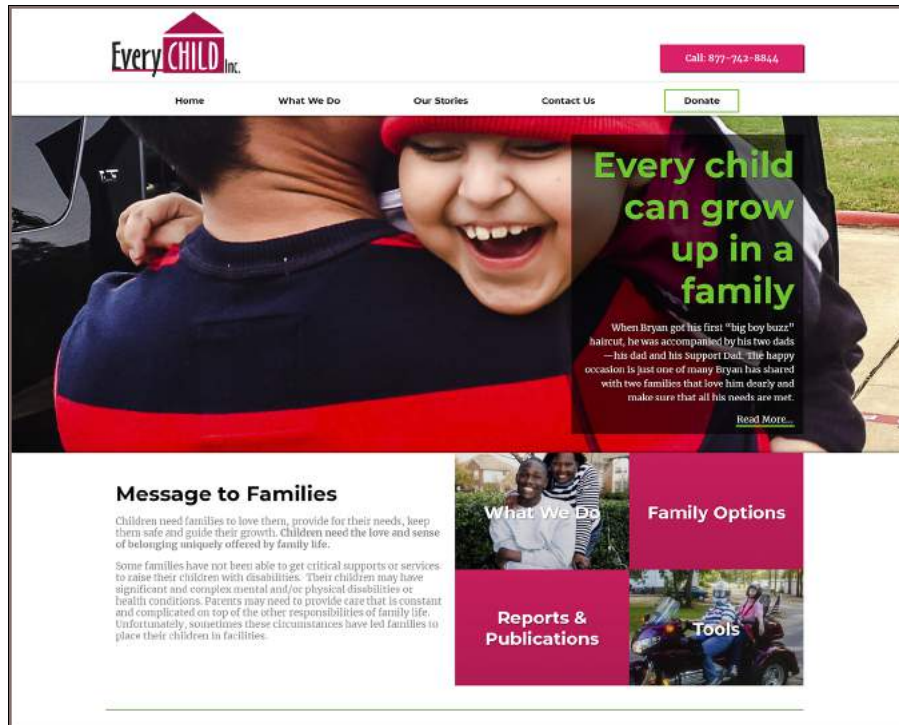 Every CHILD Inc.
Call: 877-742-8844
Home What We Do Our Stories Contact Us Donate
Every child
can grow
up in a
family
When Bryan got his first “big boy buzz”
haircut, he was accompanied by his two dads
—his dad and his Support Dad. The happy
occasion is just one of many Bryan has shared
with two families that love him dearly and
make sure that all his needs are met.
Read More...
Message to Families
Children need families to love them, provide for their needs, keep
them safe and guide their growth. Children need the love and sense
of belonging uniquely offered by family life.
Some families have not been able to get critical supports or services
to raise their children with disabilities. Their children may have
significant and complex mental and/or physical disabilities or
health conditions. Parents may need to provide care that is constant
and complicated on top of the other responsibilities of family life.
Unfortunately, sometimes these circumstances have led families to
place their children in facilities.
What We Do
Family Options
Reports &
Publications
Tools